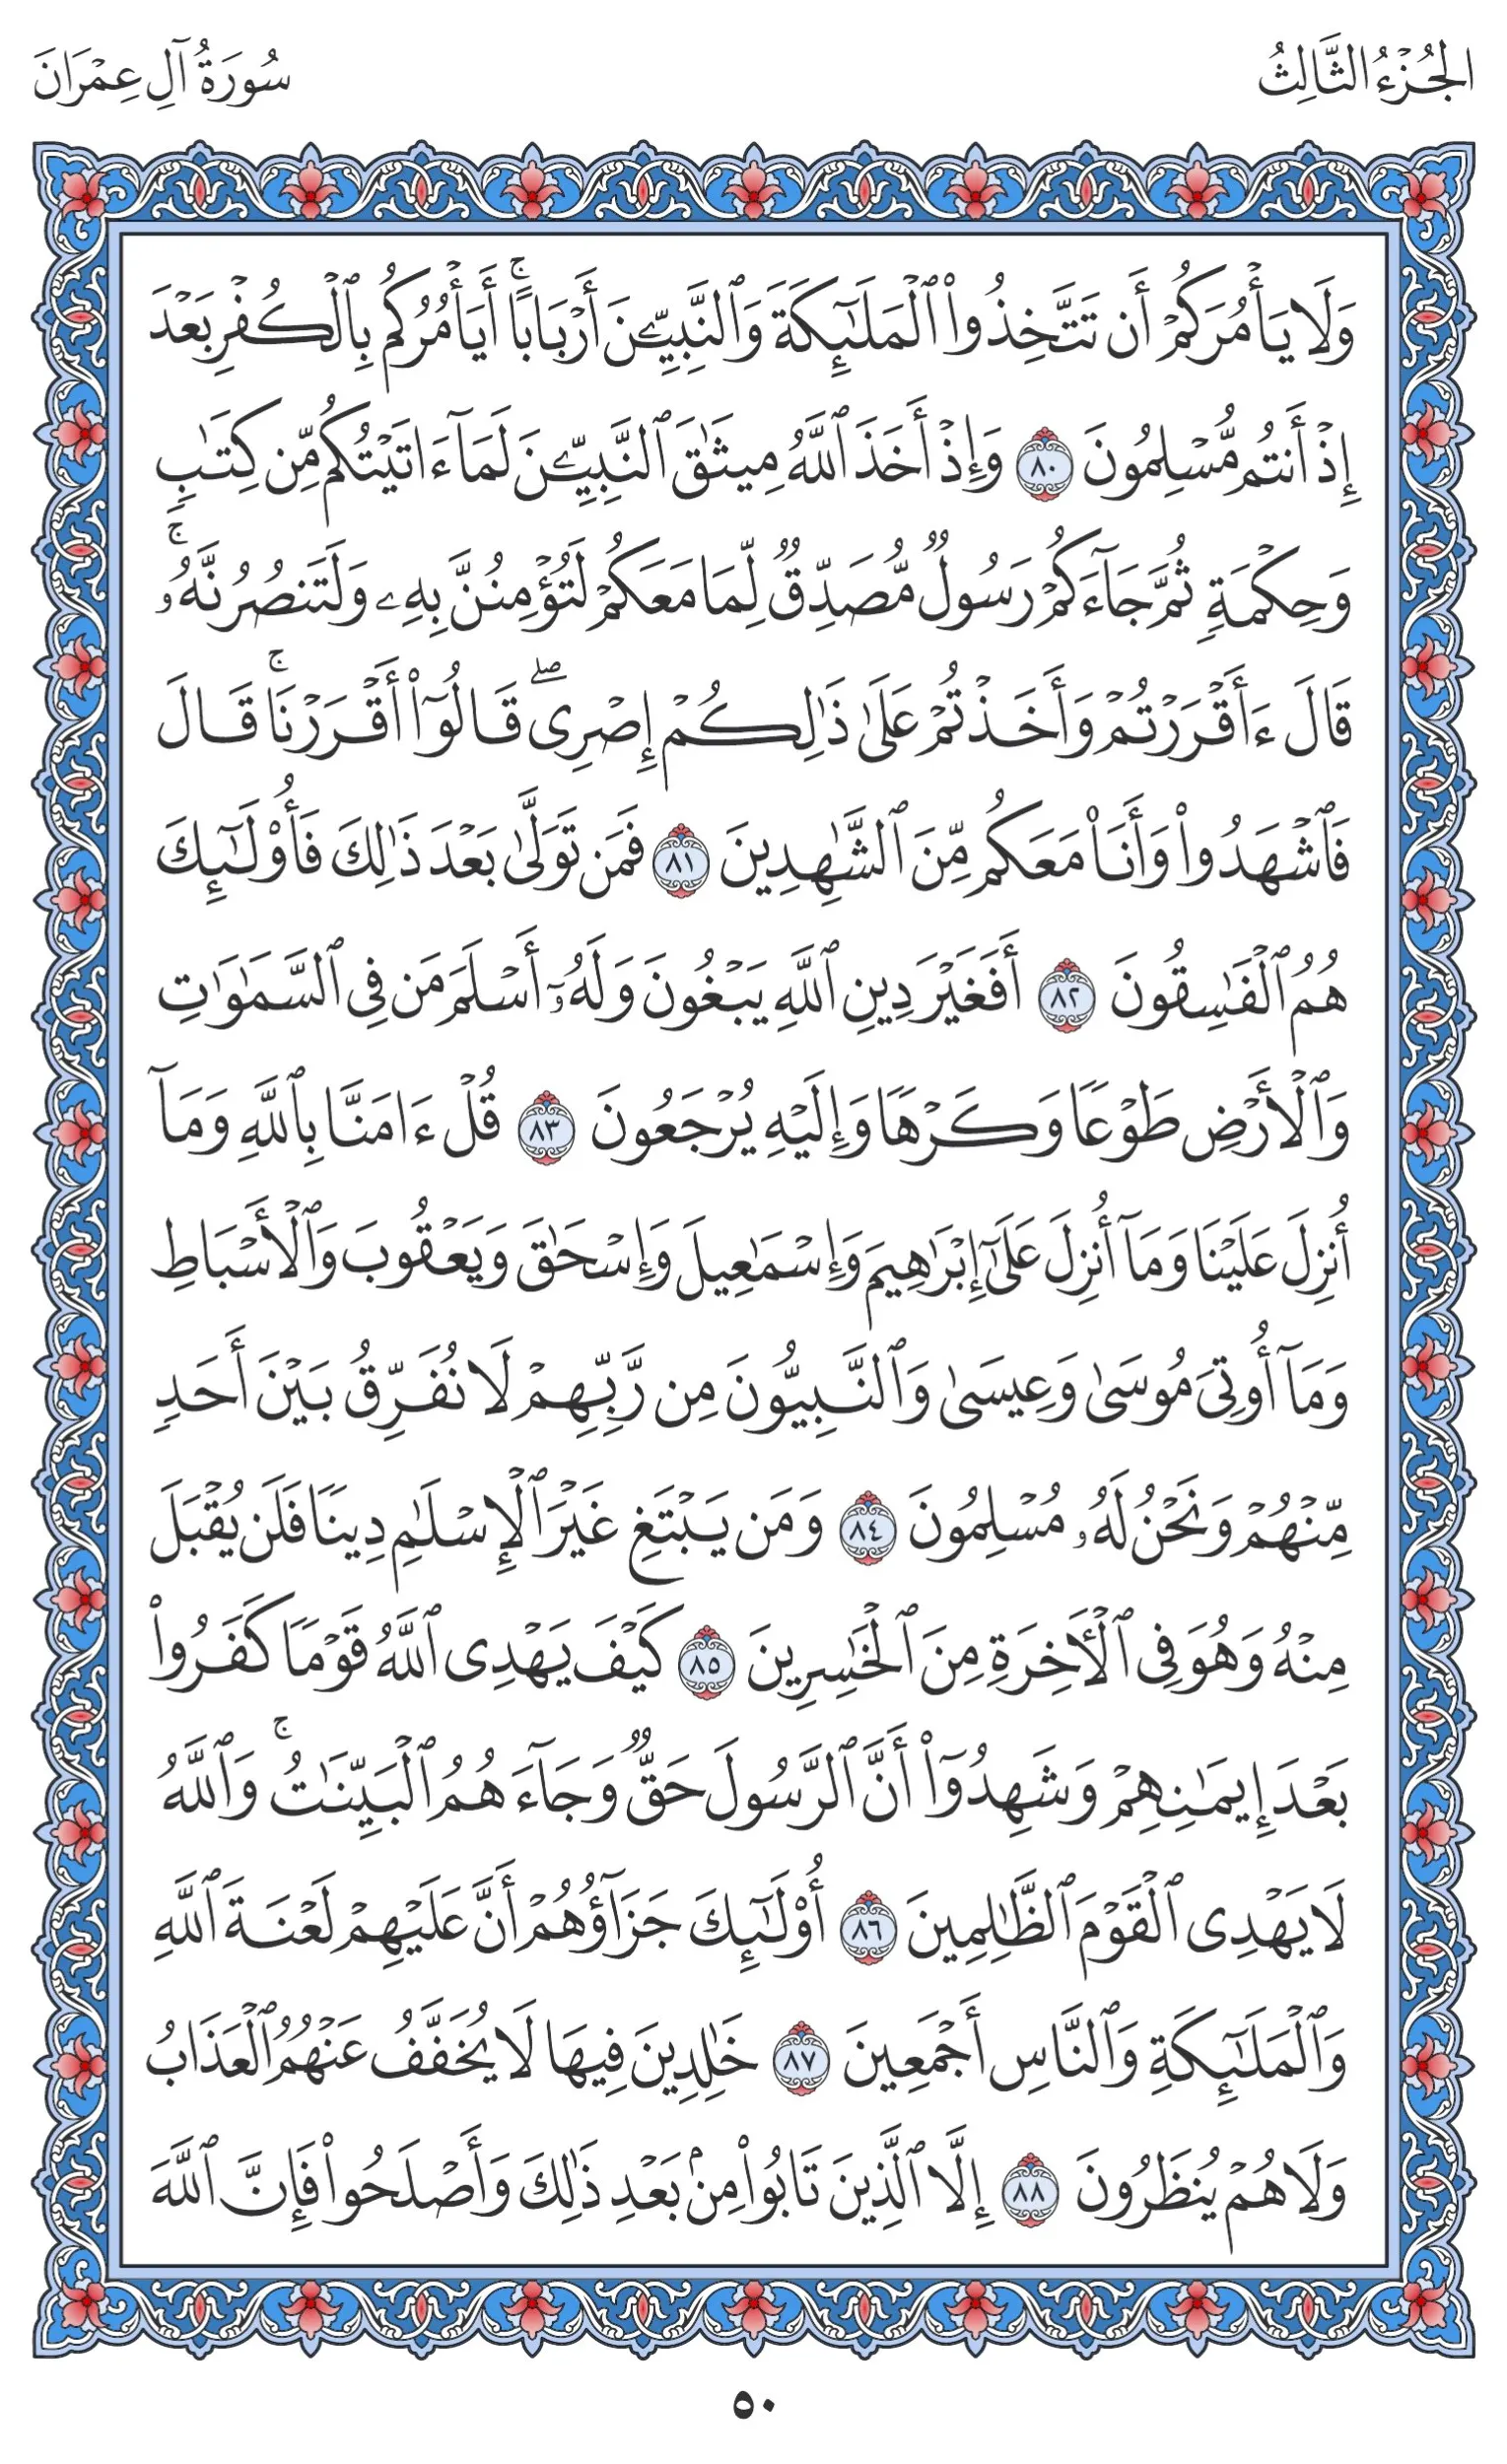 الجُزْءُ الثَّالِثُ
سُورَةُ آلِ عِمْرَانَ
وَلَا يَأْمُرَكُمْ أَن تَتَّخِذُوا۟ ٱلْمَلَـٰٓئِكَةَ وَٱلنَّبِيِّـۧنَ أَرْبَابًا ۗ أَيَأْمُرُكُم بِٱلْكُفْرِ بَعْدَ
إِذْ أَنتُم مُّسْلِمُونَ ٨٠ وَإِذْ أَخَذَ ٱللَّهُ مِيثَـٰقَ ٱلنَّبِيِّـۧنَ لَمَآ ءَاتَيْتُكُم مِّن كِتَـٰبٍ
وَحِكْمَةٍ ثُمَّ جَآءَكُمْ رَسُولٌ مُّصَدِّقٌ لِّمَا مَعَكُمْ لَتُؤْمِنُنَّ بِهِۦ وَلَتَنصُرُنَّهُۥ ۚ
قَالَ ءَأَقْرَرْتُمْ وَأَخَذْتُمْ عَلَىٰ ذَٰلِكُمْ إِصْرِى ۖ قَالُوٓا۟ أَقْرَرْنَا ۚ قَالَ
فَٱشْهَدُوا۟ وَأَنَا۠ مَعَكُم مِّنَ ٱلشَّـٰهِدِينَ ٨١ فَمَن تَوَلَّىٰ بَعْدَ ذَٰلِكَ فَأُو۟لَـٰٓئِكَ
هُمُ ٱلْفَـٰسِقُونَ ٨٢ أَفَغَيْرَ دِينِ ٱللَّهِ يَبْغُونَ وَلَهُۥٓ أَسْلَمَ مَن فِى ٱلسَّمَـٰوَٰتِ
وَٱلْأَرْضِ طَوْعًا وَكَرْهًا وَإِلَيْهِ يُرْجَعُونَ ٨٣ قُلْ ءَامَنَّا بِٱللَّهِ وَمَآ
أُنزِلَ عَلَيْنَا وَمَآ أُنزِلَ عَلَىٰٓ إِبْرَٰهِيمَ وَإِسْمَـٰعِيلَ وَإِسْحَـٰقَ وَيَعْقُوبَ وَٱلْأَسْبَاطِ
وَمَآ أُوتِىَ مُوسَىٰ وَعِيسَىٰ وَٱلنَّبِيُّونَ مِن رَّبِّهِمْ لَا نُفَرِّقُ بَيْنَ أَحَدٍ
مِّنْهُمْ وَنَحْنُ لَهُۥ مُسْلِمُونَ ٨٤ وَمَن يَبْتَغِ غَيْرَ ٱلْإِسْلَـٰمِ دِينًا فَلَن يُقْبَلَ
مِنْهُ وَهُوَ فِى ٱلْـَٔاخِرَةِ مِنَ ٱلْخَـٰسِرِينَ ٨٥ كَيْفَ يَهْدِى ٱللَّهُ قَوْمًا كَفَرُوا۟
بَعْدَ إِيمَـٰنِهِمْ وَشَهِدُوٓا۟ أَنَّ ٱلرَّسُولَ حَقٌّ وَجَآءَهُمُ ٱلْبَيِّنَـٰتُ ۚ وَٱللَّهُ
لَا يَهْدِى ٱلْقَوْمَ ٱلظَّـٰلِمِينَ ٨٦ أُو۟لَـٰٓئِكَ جَزَآؤُهُمْ أَنَّ عَلَيْهِمْ لَعْنَةَ ٱللَّهِ
وَٱلْمَلَـٰٓئِكَةِ وَٱلنَّاسِ أَجْمَعِينَ ٨٧ خَـٰلِدِينَ فِيهَا لَا يُخَفَّفُ عَنْهُمُ ٱلْعَذَابُ
وَلَا هُمْ يُنظَرُونَ ٨٨ إِلَّا ٱلَّذِينَ تَابُوا۟ مِنۢ بَعْدِ ذَٰلِكَ وَأَصْلَحُوا۟ فَإِنَّ ٱللَّهَ
٥٠